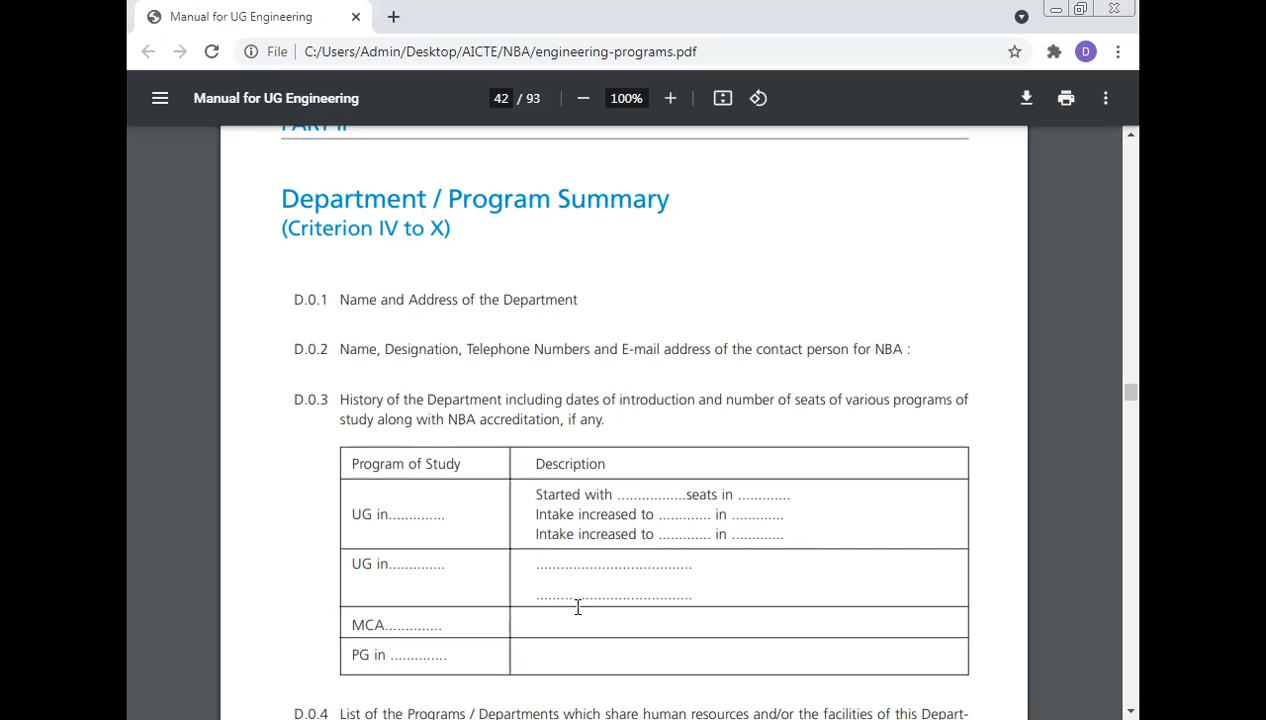 Manual for UG Engineering
File C:/Users/Admin/Desktop/AICTE/NBA/engineering-programs.pdf
D
Manual for UG Engineering 42 / 93 100%
PART II
Department / Program Summary
(Criterion IV to X)
D.0.1 Name and Address of the Department
D.0.2 Name, Designation, Telephone Numbers and E-mail address of the contact person for NBA :
D.0.3 History of the Department including dates of introduction and number of seats of various programs of
study along with NBA accreditation, if any.
Program of Study Description
Started with .................seats in .............
UG in.............. Intake increased to ............. in .............
Intake increased to ............. in .............
UG in.............. ......................................
......................................
MCA..............
PG in ..............
D.0.4 List of the Programs / Departments which share human resources and/or the facilities of this Depart-